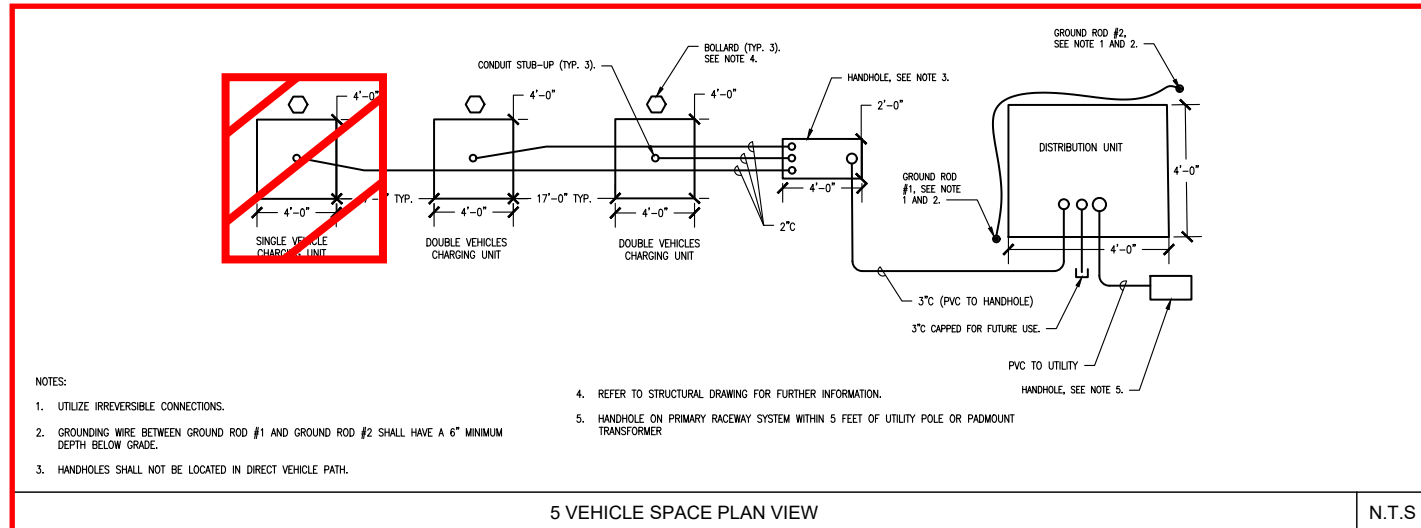 GROUND ROD #2,
SEE NOTE 1 AND 2.
BOLLARD (TYP. 3).
SEE NOTE 4.
CONDUIT STUB-UP (TYP. 3).
HANDHOLE, SEE NOTE 3.
4'-0"
4'-0"
4'-0"
2'-0"
DISTRIBUTION UNIT
4'-0"
GROUND ROD
#1, SEE NOTE
1 AND 2.
TYP.
17'-0" TYP.
4'-0"
4'-0"
4'-0"
4'-0"
4'-0"
2"C
SINGLE VEHICLE
CHARGING UNIT
DOUBLE VEHICLES
CHARGING UNIT
DOUBLE VEHICLES
CHARGING UNIT
3"C (PVC TO HANDHOLE)
3"C CAPPED FOR FUTURE USE.
PVC TO UTILITY
HANDHOLE, SEE NOTE 5.
NOTES:
1. UTILIZE IRREVERSIBLE CONNECTIONS.
2. GROUNDING WIRE BETWEEN GROUND ROD #1 AND GROUND ROD #2 SHALL HAVE A 6" MINIMUM
DEPTH BELOW GRADE.
3. HANDHOLES SHALL NOT BE LOCATED IN DIRECT VEHICLE PATH.
4. REFER TO STRUCTURAL DRAWING FOR FURTHER INFORMATION.
5. HANDHOLE ON PRIMARY RACEWAY SYSTEM WITHIN 5 FEET OF UTILITY POLE OR PADMOUNT
TRANSFORMER
5 VEHICLE SPACE PLAN VIEW
N.T.S